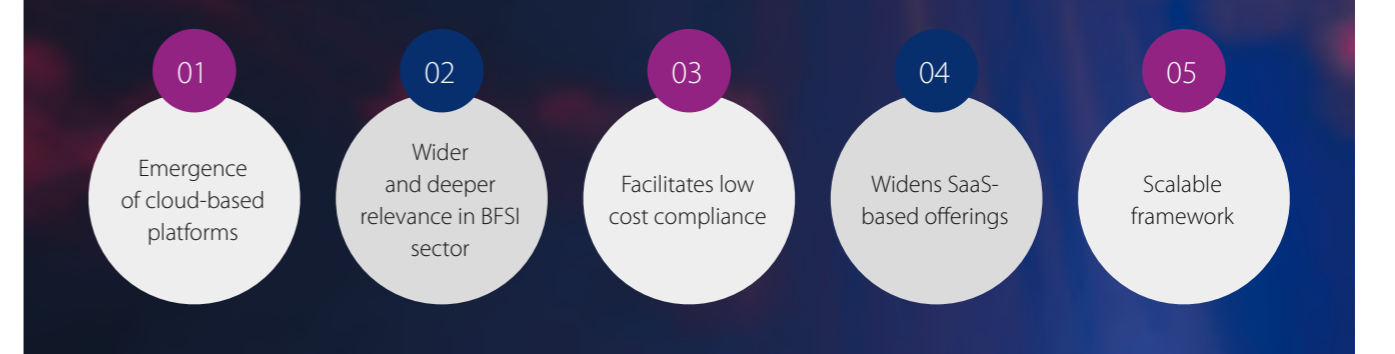 01
Emergence
of cloud-based
platforms
02
Wider
and deeper
relevance in BFSI
sector
03
Facilitates low
cost compliance
04
Widens SaaS-
based offerings
05
Scalable
framework